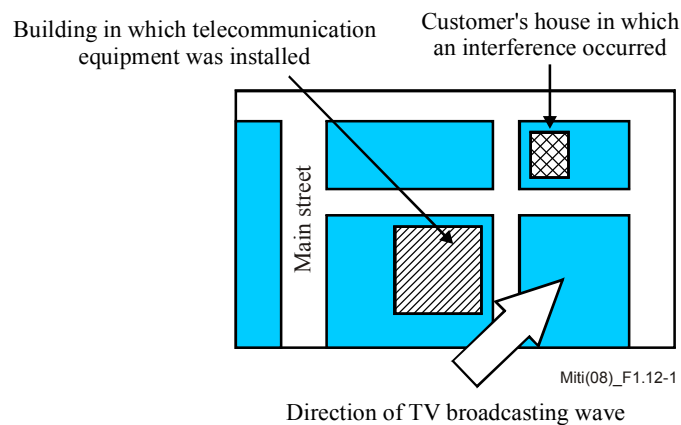 Building in which telecommunication
equipment was installed
Customer's house in which
an interference occurred
Main street
Miti(08)_F1.12-1
Direction of TV broadcasting wave